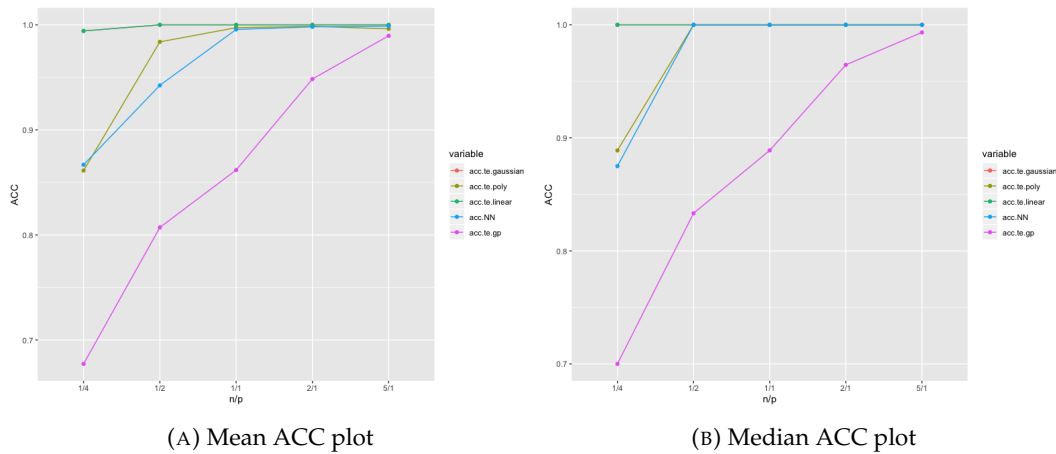 1.0
0.9
0.8
0.7
ACC
1/4
1/2
1/1
2/1
5/1
n/p
variable
acc.te.gaussian
acc.te.poly
acc.te.linear
acc.NN
acc.te.gp
(A) Mean ACC plot
1.0
0.9
0.8
0.7
ACC
1/4
1/2
1/1
2/1
5/1
n/p
variable
acc.te.gaussian
acc.te.poly
acc.te.linear
acc.NN
acc.te.gp
(B) Median ACC plot